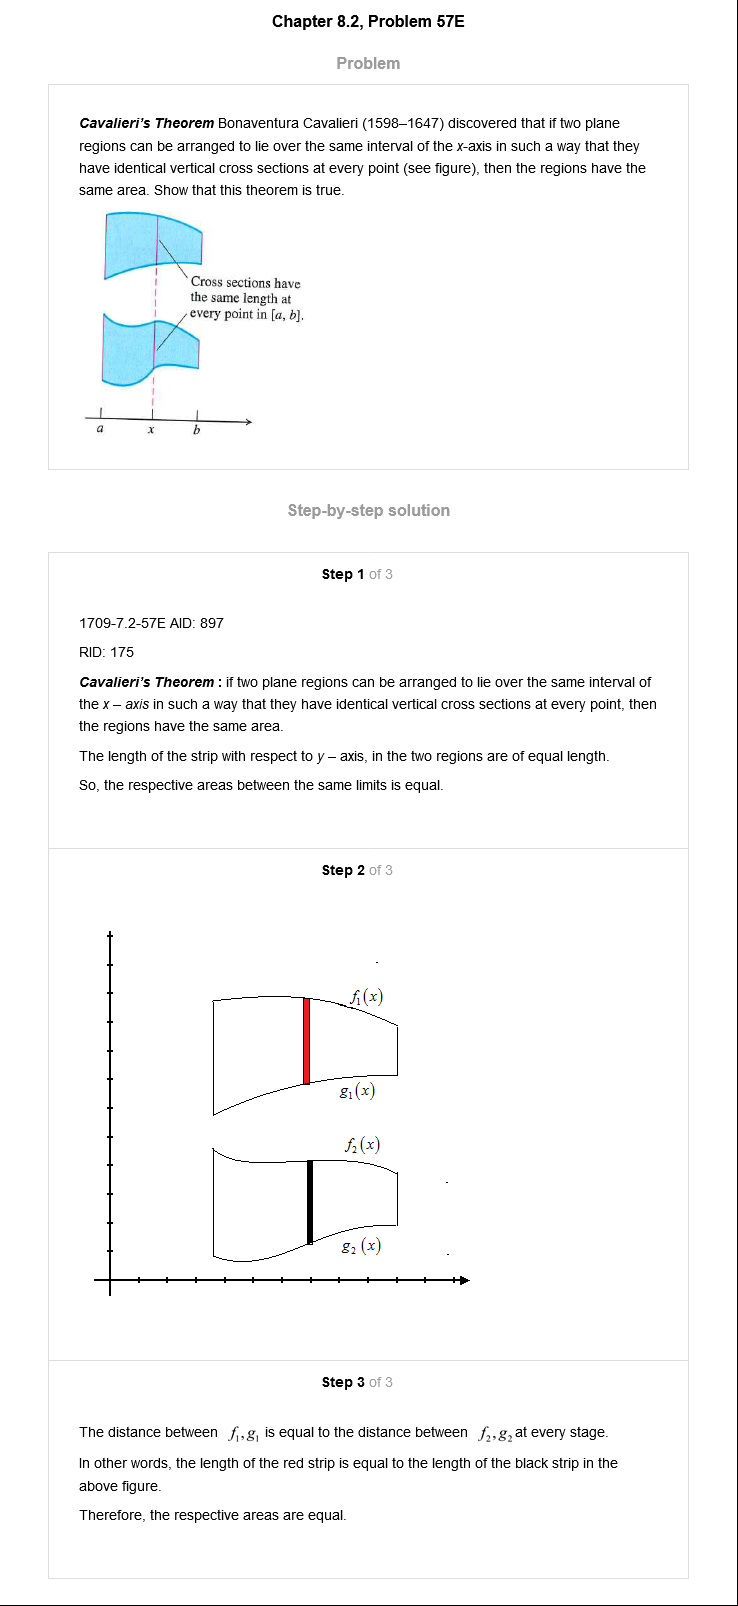 Chapter 8.2, Problem 57E
Problem
Cavalieri's Theorem Bonaventura Cavalieri (1598–1647) discovered that if two plane
regions can be arranged to lie over the same interval of the x-axis in such a way that they
have identical vertical cross sections at every point (see figure), then the regions have the
same area. Show that this theorem is true.
Cross sections have
the same length at
every point in [a, b].
a x b
Step-by-step solution
Step 1 of 3
1709-7.2-57E AID: 897
RID: 175
Cavalieri's Theorem : if two plane regions can be arranged to lie over the same interval of
the x – axis in such a way that they have identical vertical cross sections at every point, then
the regions have the same area.
The length of the strip with respect to y – axis, in the two regions are of equal length.
So, the respective areas between the same limits is equal.
Step 2 of 3
f₁(x)
g₁(x)
f₂(x)
g₂(x)
Step 3 of 3
The distance between f₁,g₁ is equal to the distance between f₂,g₂ at every stage.
In other words, the length of the red strip is equal to the length of the black strip in the
above figure.
Therefore, the respective areas are equal.